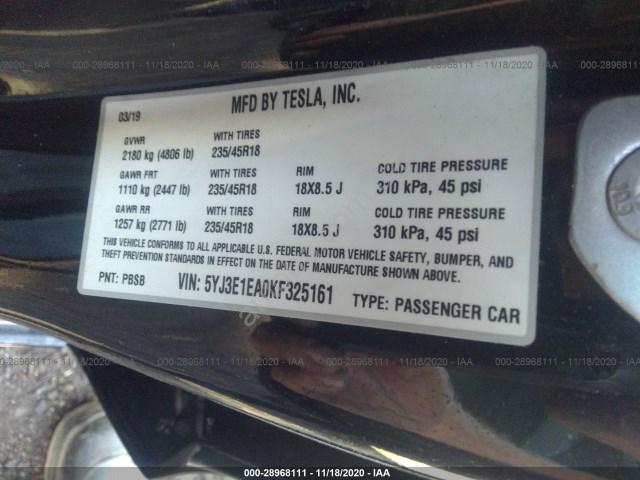 000-28968111 - 11/18/2020 - IAA
MFD BY TESLA, INC.
03/19
GVWR WITH TIRES
2180 kg (4806 lb) 235/45R18
GAWR FRT WITH TIRES RIM COLD TIRE PRESSURE
1110 kg (2447 lb) 235/45R18 18X8.5 J 310 kPa, 45 psi
GAWR RR WITH TIRES RIM COLD TIRE PRESSURE
1257 kg (2771 lb) 235/45R18 18X8.5 J 310 kPa, 45 psi
THIS VEHICLE CONFORMS TO ALL APPLICABLE U.S. FEDERAL MOTOR VEHICLE SAFETY, BUMPER, AND
THEFT PREVENTION STANDARDS IN EFFECT ON THE DATE OF MANUFACTURE SHOWN ABOVE.
PNT: PBSB VIN: 5YJ3E1EA0KF325161 TYPE: PASSENGER CAR
000-28968111 - 11/18/2020 - IAA